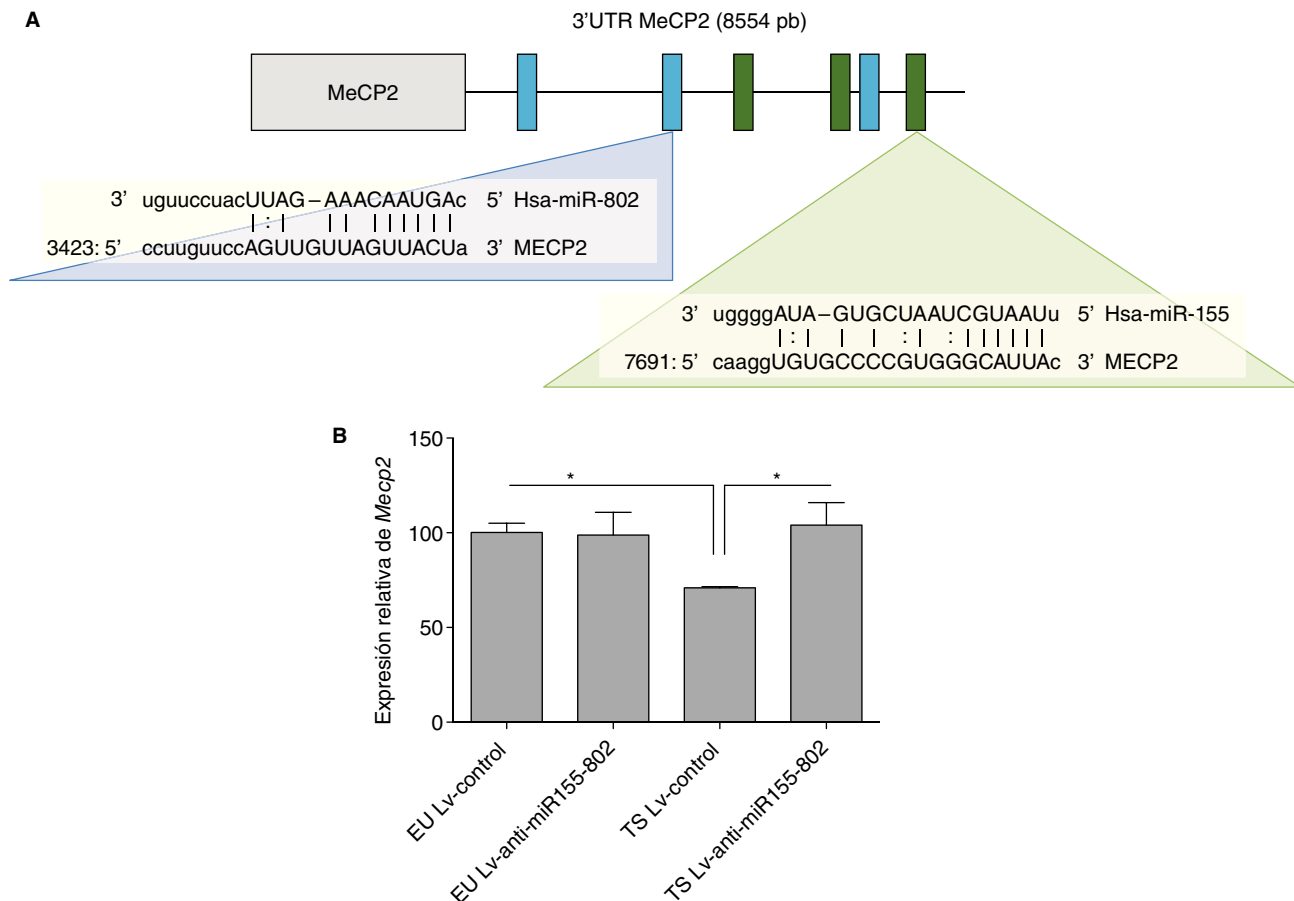 A
3’UTR MeCP2 (8554 pb)
MeCP2
3’ uguuccuacUUAG–AAACAAUGAc 5’ Hsa-miR-802
3423: 5’ ccuuguuccAGUUGUUAGUUACUa 3’ MECP2
3’ uggggAUA–GUGCUAAUCGUAAUu 5’ Hsa-miR-155
7691: 5’ caaggUGUGCCCCGUGGGCAUUAc 3’ MECP2
B
Expresión relativa de Mecp2
150
100
50
0
* *
EU Lv-control
EU Lv-anti-miR155-802
TS Lv-control
TS Lv-anti-miR155-802